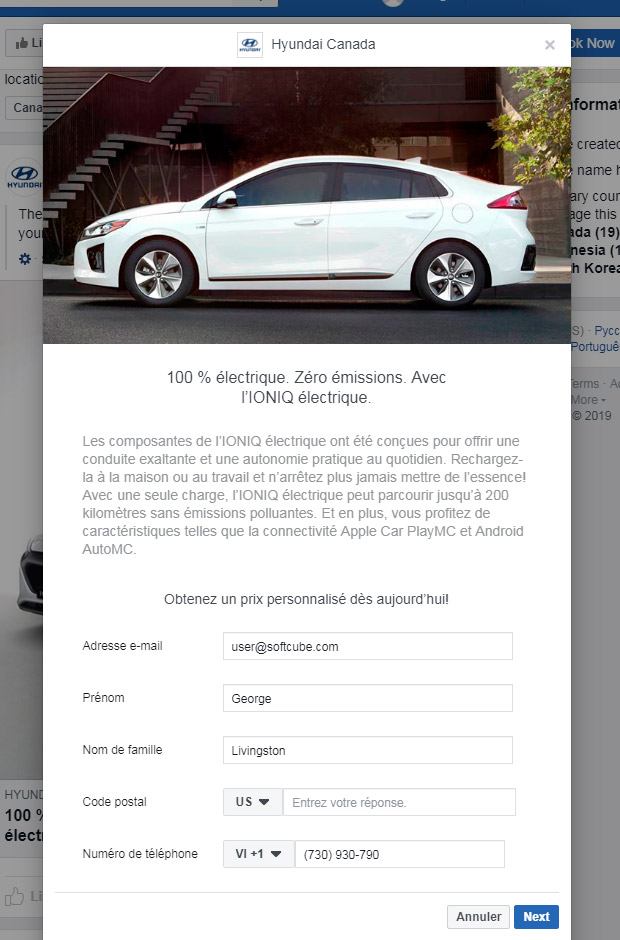 Li
ok Now
Hyundai Canada
×
HYUNDAI
locatio
Cana
nformat
created
name h
HYUNDAI
The
you
ary coun
age this
ada (19)
nesia (1
h Korea
S) · Русс
Portuguê
Terms · Ad
More
© 2019
100 % électrique. Zéro émissions. Avec
l’IONIQ électrique.
Les composantes de l’IONIQ électrique ont été conçues pour offrir une
conduite exaltante et une autonomie pratique au quotidien. Rechargez-
la à la maison ou au travail et n’arrêtez plus jamais mettre de l’essence!
Avec une seule charge, l’IONIQ électrique peut parcourir jusqu’à 200
kilomètres sans émissions polluantes. Et en plus, vous profitez de
caractéristiques telles que la connectivité Apple Car PlayMC et Android
AutoMC.
Obtenez un prix personnalisé dès aujourd’hui!
Adresse e-mail user@softcube.com
Prénom George
Nom de famille Livingston
Code postal US Entrez votre réponse.
Numéro de téléphone VI +1 (730) 930-790
HYUND
100 %
électr
Li
Annuler Next